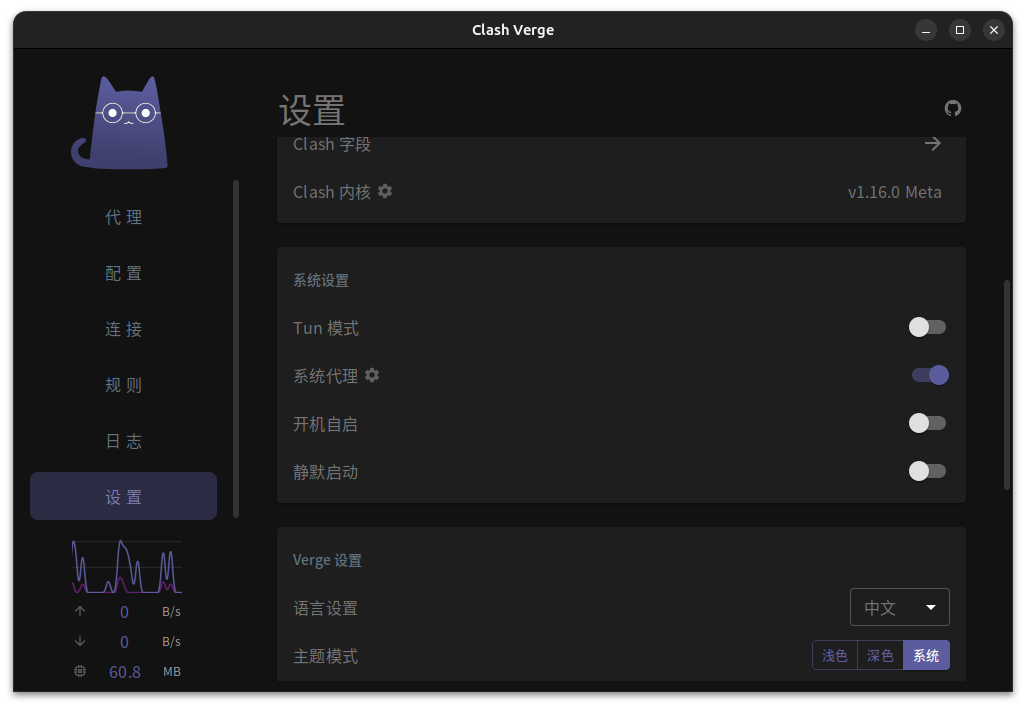 Clash Verge
设置
代理
配置
连接
规则
日志
设置
0 B/s
0 B/s
60.8 MB
Clash 字段
Clash 内核 v1.16.0 Meta
系统设置
Tun 模式
系统代理
开机自启
静默启动
Verge 设置
语言设置 中文
主题模式 浅色 深色 系统